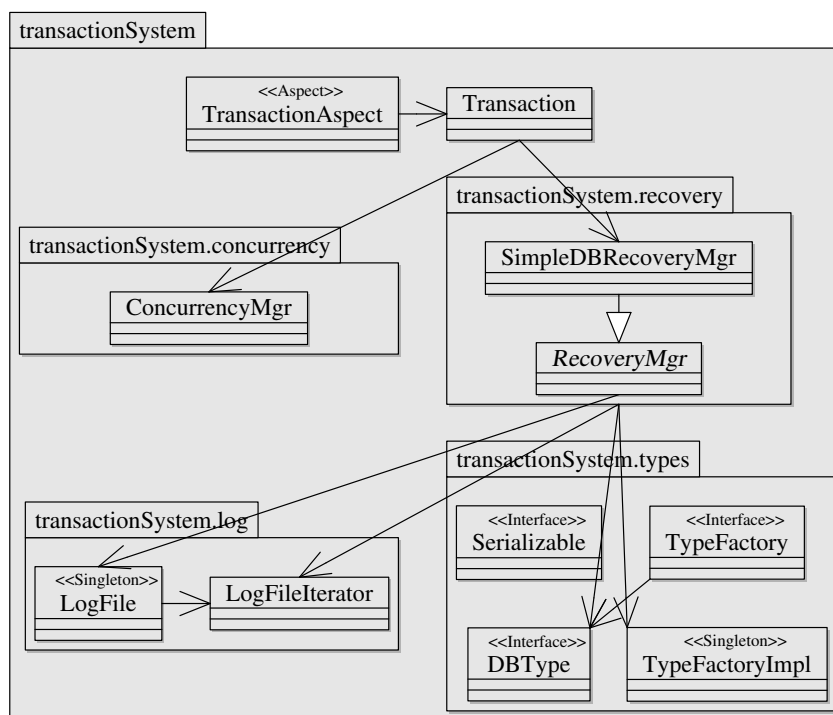 transactionSystem
<<Aspect>>
TransactionAspect
Transaction
transactionSystem.recovery
transactionSystem.concurrency
SimpleDBRecoveryMgr
ConcurrencyMgr
RecoveryMgr
transactionSystem.types
transactionSystem.log
<<Interface>>
Serializable
<<Interface>>
TypeFactory
<<Singleton>>
LogFile
LogFileIterator
<<Interface>>
DBType
<<Singleton>>
TypeFactoryImpl